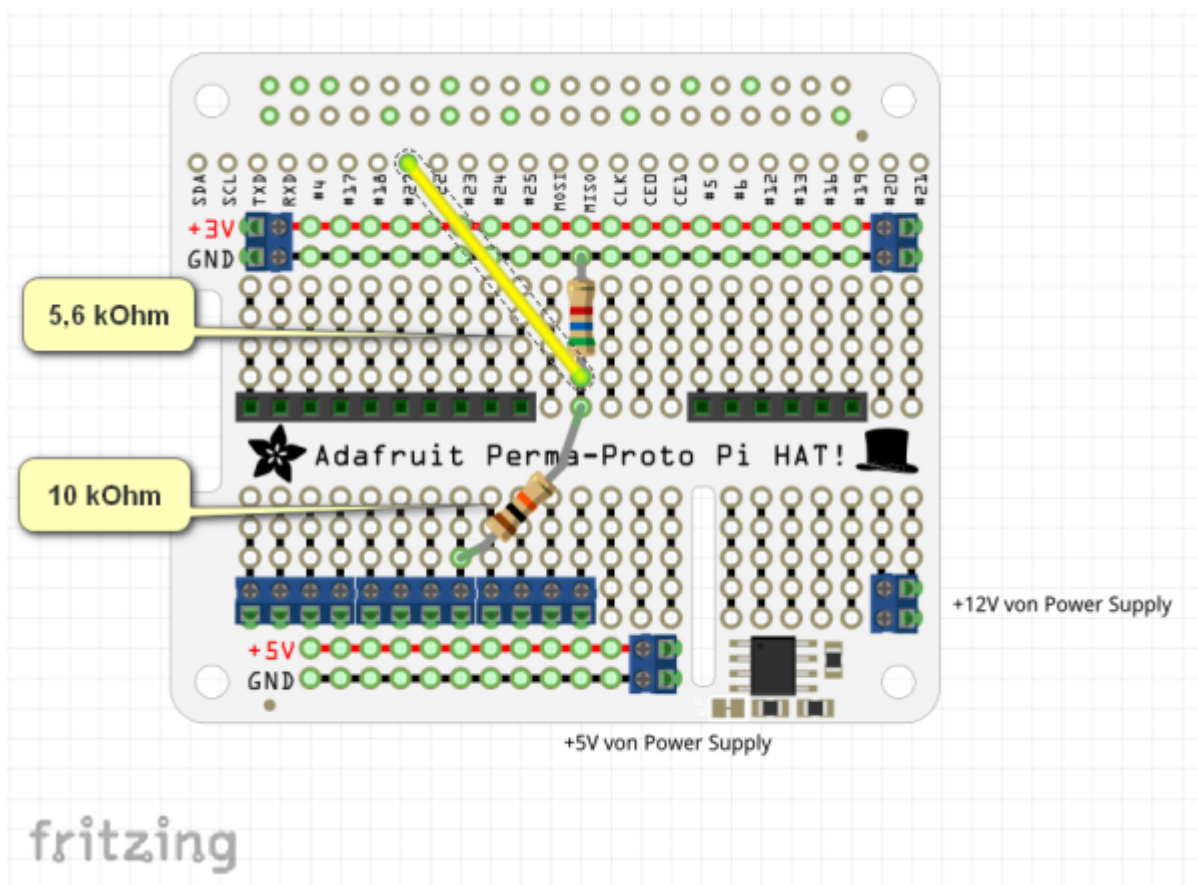 SDA SCL TXD RXD #4 #17 #18 #22 #23 #24 #25 MOSI MISO CLK CE0 CE1 #5 #6 #12 #13 #16 #19 #20 #21
+3V
GND
5,6 kOhm
Adafruit Perma-Proto Pi HAT!
10 kOhm
+12V von Power Supply
+5V
GND
+5V von Power Supply
fritzing